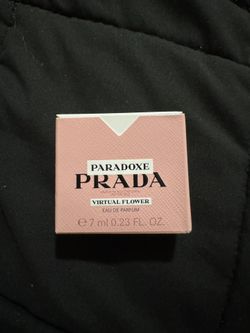 PARADOXE
PRADA
VIRTUAL FLOWER
EAU DE PARFUM
℮ 7 ml 0.23 FL. OZ.